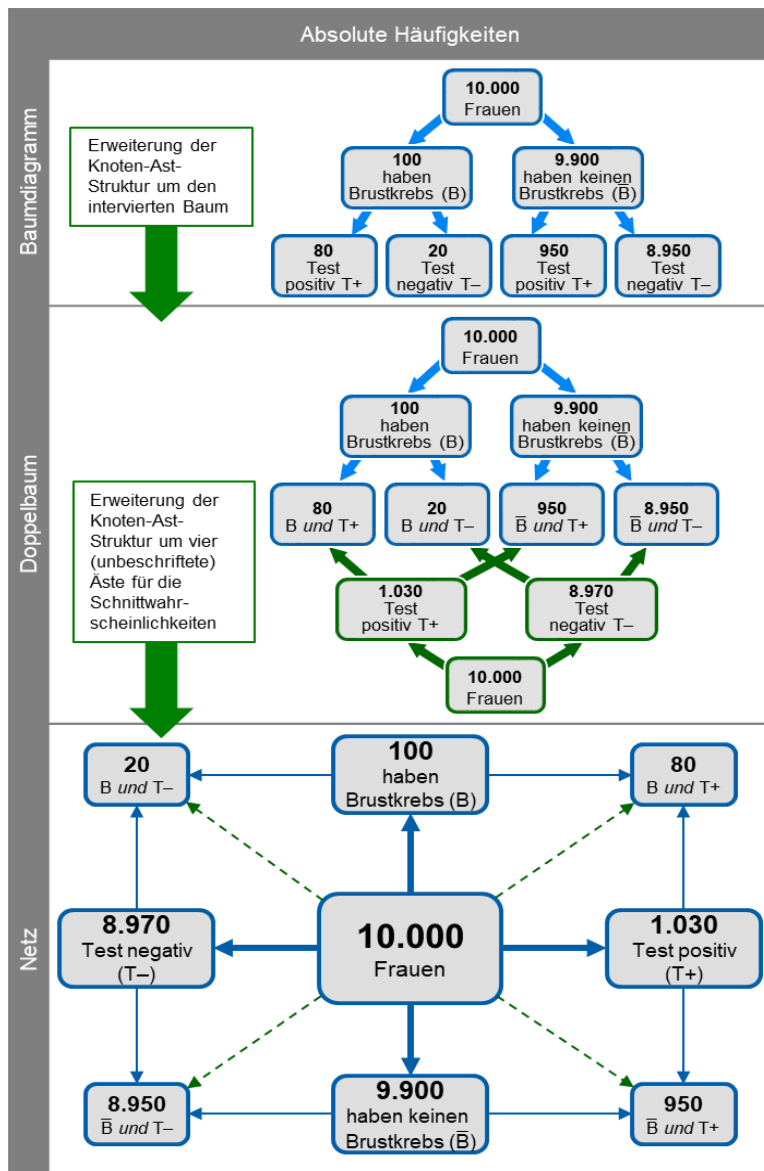 Absolute Häufigkeiten
Baumdiagramm
Erweiterung der
Knoten-Ast-
Struktur um den
intervierten Baum
10.000
Frauen
100
haben
Brustkrebs (B)
9.900
haben keinen
Brustkrebs (B̅)
80
Test
positiv T+
20
Test
negativ T–
950
Test
positiv T+
8.950
Test
negativ T–
Doppelbaum
Erweiterung der
Knoten-Ast-
Struktur um vier
(unbeschriftete)
Äste für die
Schnittwahr-
scheinlichkeiten
10.000
Frauen
100
haben
Brustkrebs (B)
9.900
haben keinen
Brustkrebs (B̅)
80
B und T+
20
B und T–
950
B̅ und T+
8.950
B̅ und T–
1.030
Test
positiv T+
8.970
Test
negativ T–
10.000
Frauen
Netz
20
B und T–
100
haben
Brustkrebs (B)
80
B und T+
8.970
Test negativ
(T–)
10.000
Frauen
1.030
Test positiv
(T+)
8.950
B̅ und T–
9.900
haben keinen
Brustkrebs (B̅)
950
B̅ und T+